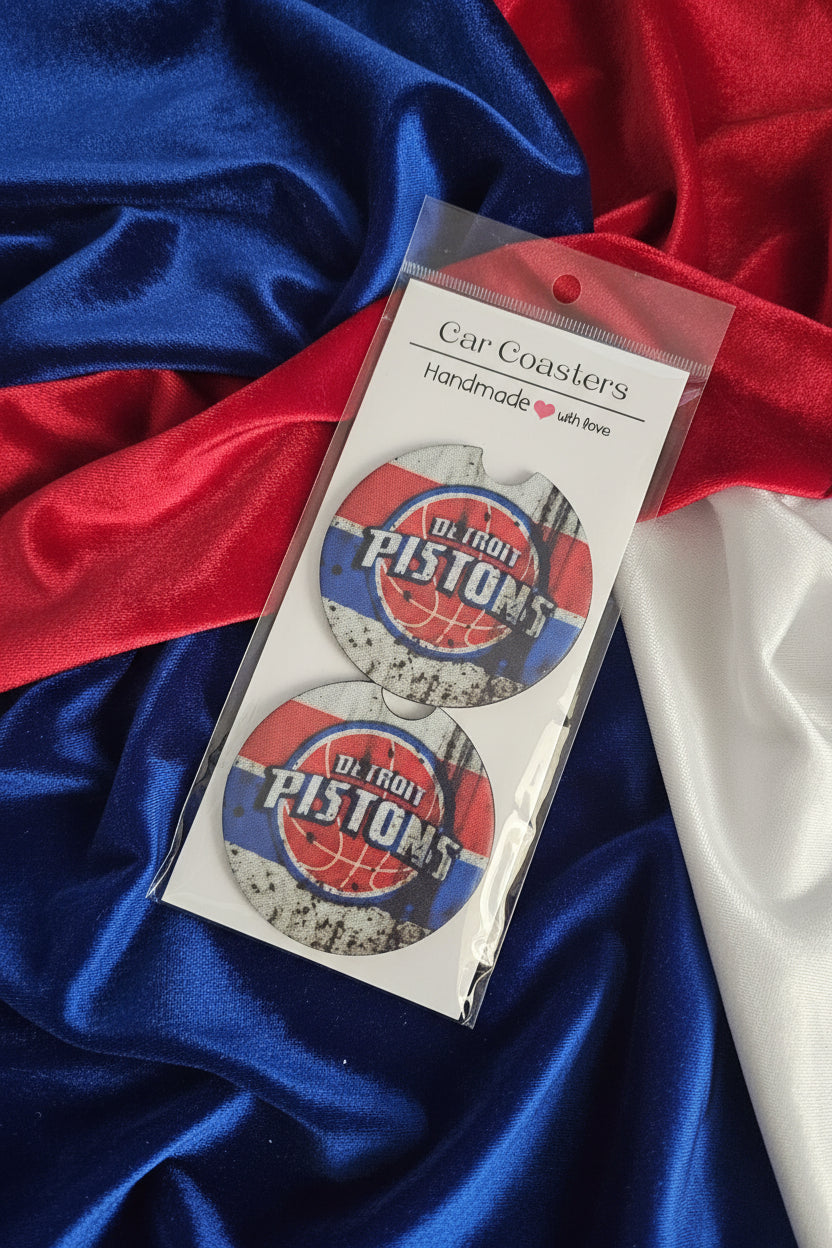 Car Coasters
Handmade with love
DETROIT
PISTONS
DETROIT
PISTONS